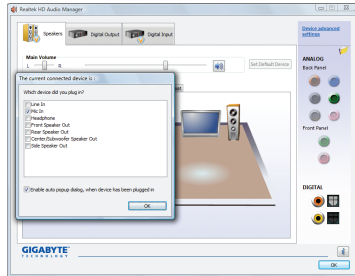 Realtek HD Audio Manager
Speakers
Digital Output
Digital Input
Device advanced
settings
Main Volume
L
R
Set Default Device
ANALOG
Back Panel
The current connected device is :
Which device did you plug in?
Line In
Mic In
Headphone
Front Speaker Out
Rear Speaker Out
Center/Subwoofer Speaker Out
Side Speaker Out
Front Panel
Enable auto popup dialog, when device has been plugged in
OK
DIGITAL
GIGABYTE
TECHNOLOGY
i
OK